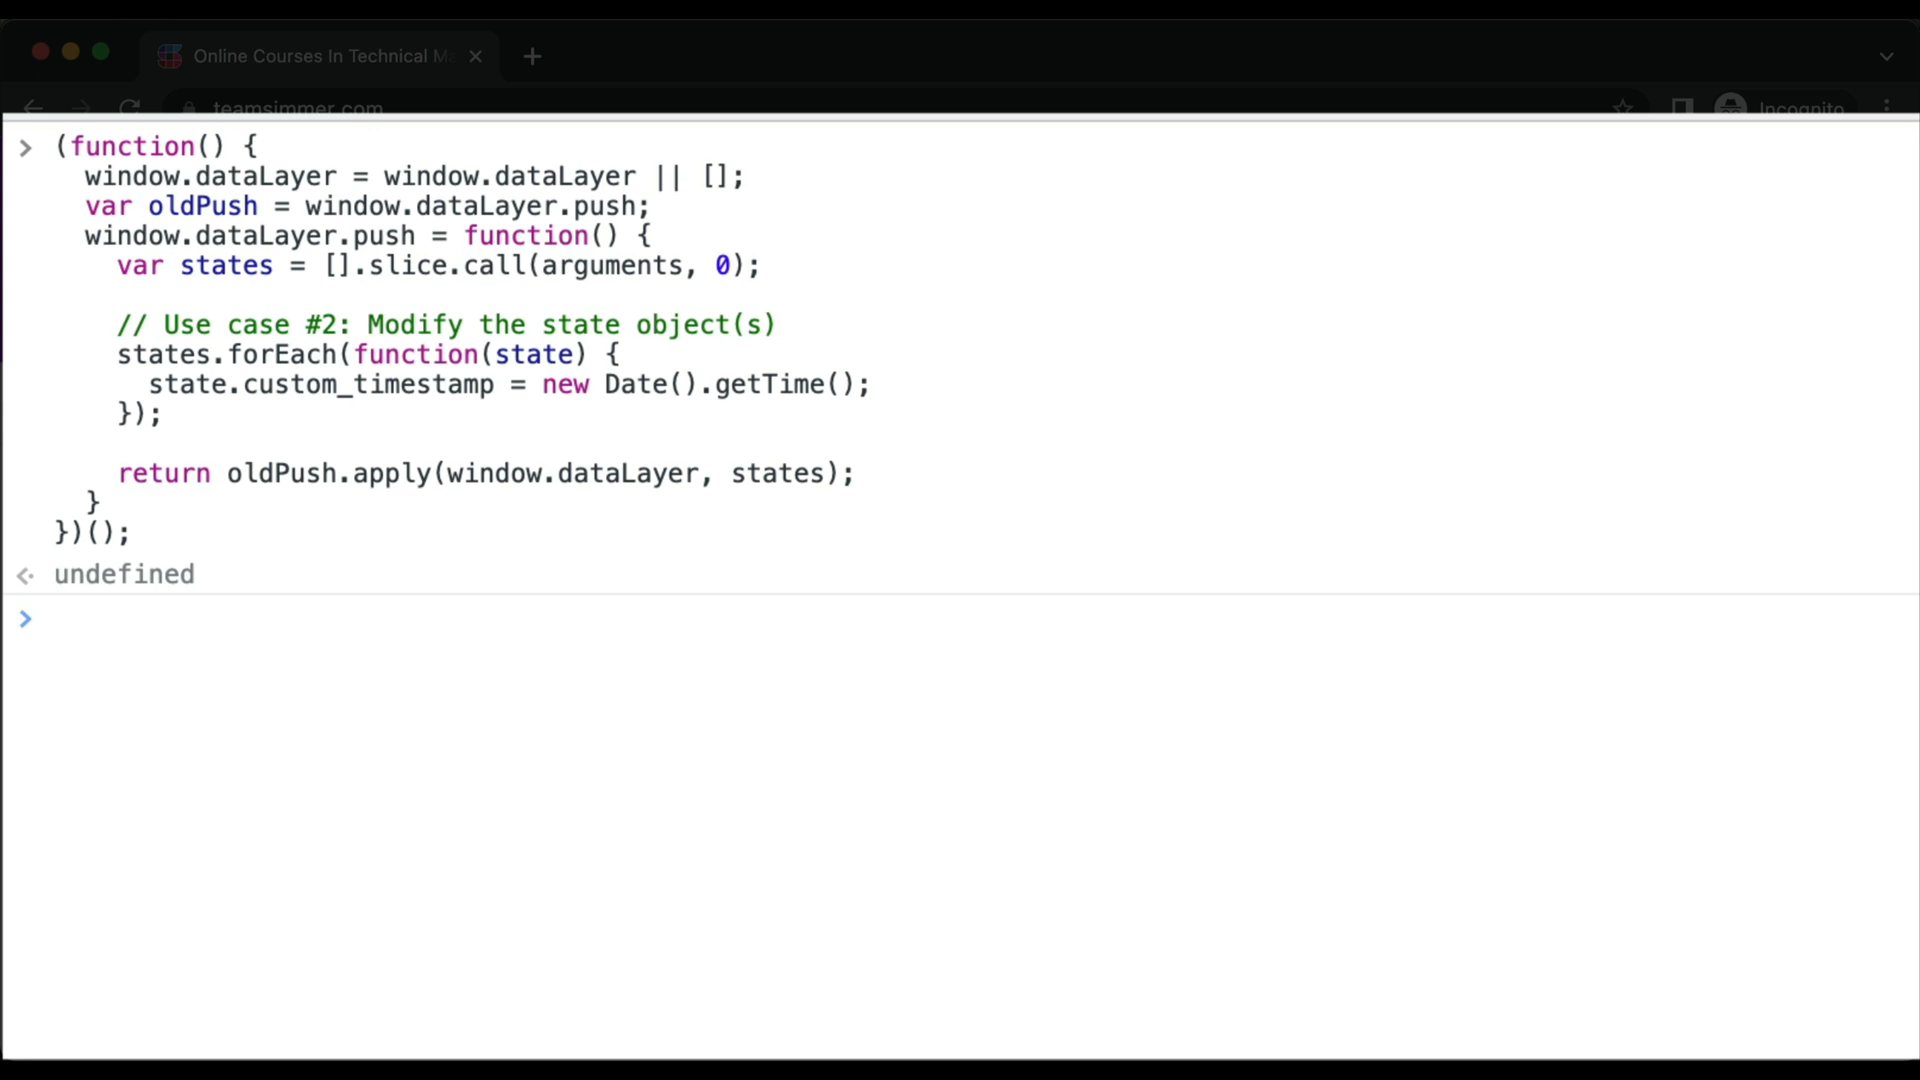 Online Courses In Technical Ma
teamsimmer.com
Incognito
(function() {
window.dataLayer = window.dataLayer || [];
var oldPush = window.dataLayer.push;
window.dataLayer.push = function() {
var states = [].slice.call(arguments, 0);
// Use case #2: Modify the state object(s)
states.forEach(function(state) {
state.custom_timestamp = new Date().getTime();
});
return oldPush.apply(window.dataLayer, states);
}
})();
undefined